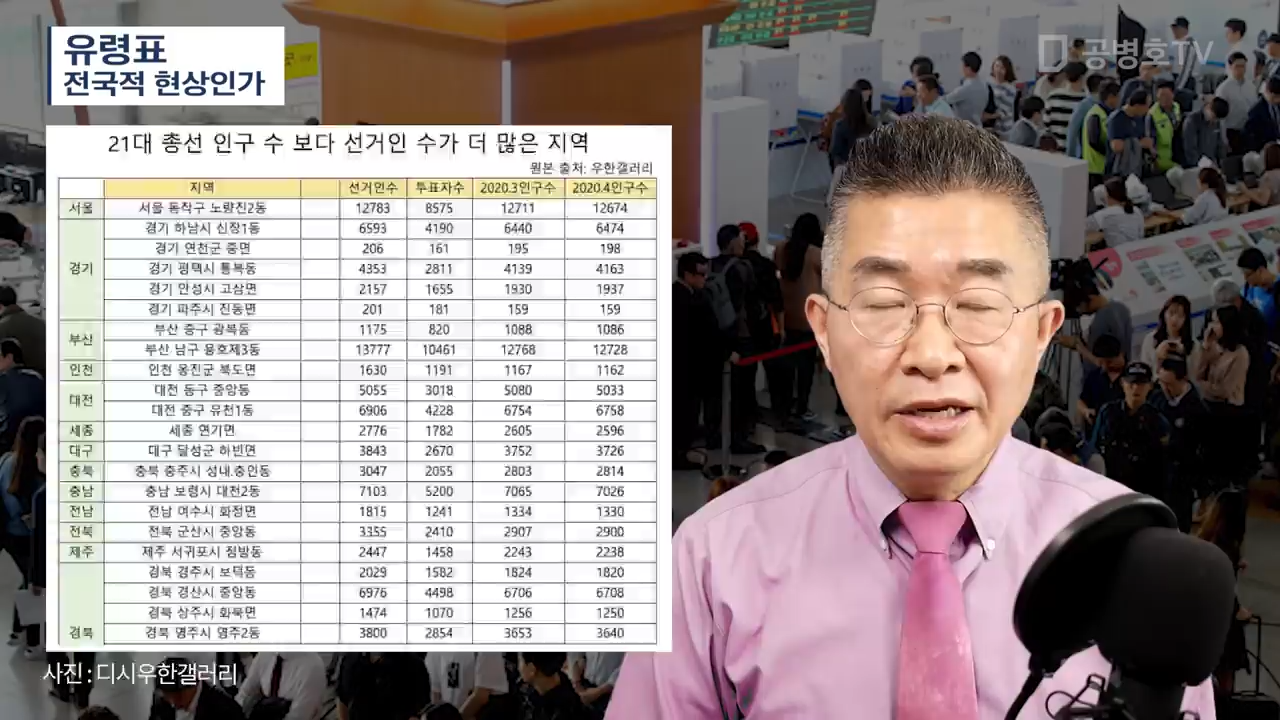 유령표
전국적 현상인가
공병호TV
21대 총선 인구 수 보다 선거인 수가 더 많은 지역
원본 출처: 우한갤러리
지역 선거인수 투표자수 2020.3인구수 2020.4인구수
서울 서울 동작구 노량진2동 12783 8575 12711 12674
경기 하남시 신장1동 6593 4190 6440 6474
경기 연천군 중면 206 161 195 198
경기 경기 평택시 통복동 4353 2811 4139 4163
경기 안성시 고삼면 2157 1655 1930 1937
경기 파주시 진동면 201 181 159 159
부산 부산 중구 광복동 1175 820 1088 1086
부산 남구 용호제3동 13777 10461 12768 12728
인천 인천 옹진군 북도면 1630 1191 1167 1162
대전 대전 동구 중앙동 5055 3018 5080 5033
대전 중구 유천1동 6906 4228 6754 6758
세종 세종 연기면 2776 1782 2605 2596
대구 대구 달성군 하빈면 3843 2670 3752 3726
충북 충북 충주시 성내.충인동 3047 2055 2803 2814
충남 충남 보령시 대천2동 7103 5200 7065 7026
전남 전남 여수시 화정면 1815 1241 1334 1330
전북 전북 군산시 중앙동 3355 2410 2907 2900
제주 제주 서귀포시 정방동 2447 1458 2243 2238
경북 경주시 보덕동 2029 1582 1824 1820
경북 경산시 중앙동 6976 4498 6706 6708
경북 상주시 화북면 1474 1070 1256 1250
경북 경북 영주시 영주2동 3800 2854 3653 3640
사진 : 디시우한갤러리